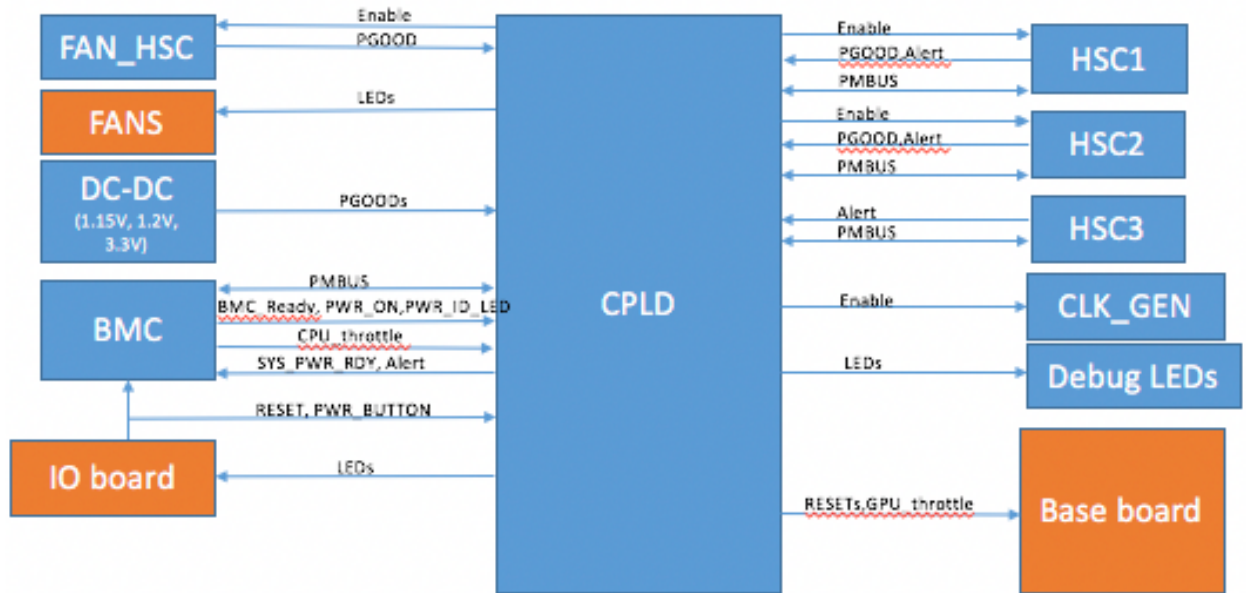 Enable
FAN_HSC
PGOOD
LEDs
FANS
DC-DC
(1.15V, 1.2V,
3.3V)
PGOODs
PMBUS
BMC
BMC_Ready, PWR_ON,PWR_ID_LED
CPU_throttle
SYS_PWR_RDY, Alert
RESET, PWR_BUTTON
IO board
LEDs
CPLD
Enable
PGOOD,Alert
HSC1
PMBUS
Enable
PGOOD,Alert
HSC2
PMBUS
Alert
HSC3
PMBUS
Enable
CLK_GEN
LEDs
Debug LEDs
RESETs,GPU_throttle
Base board